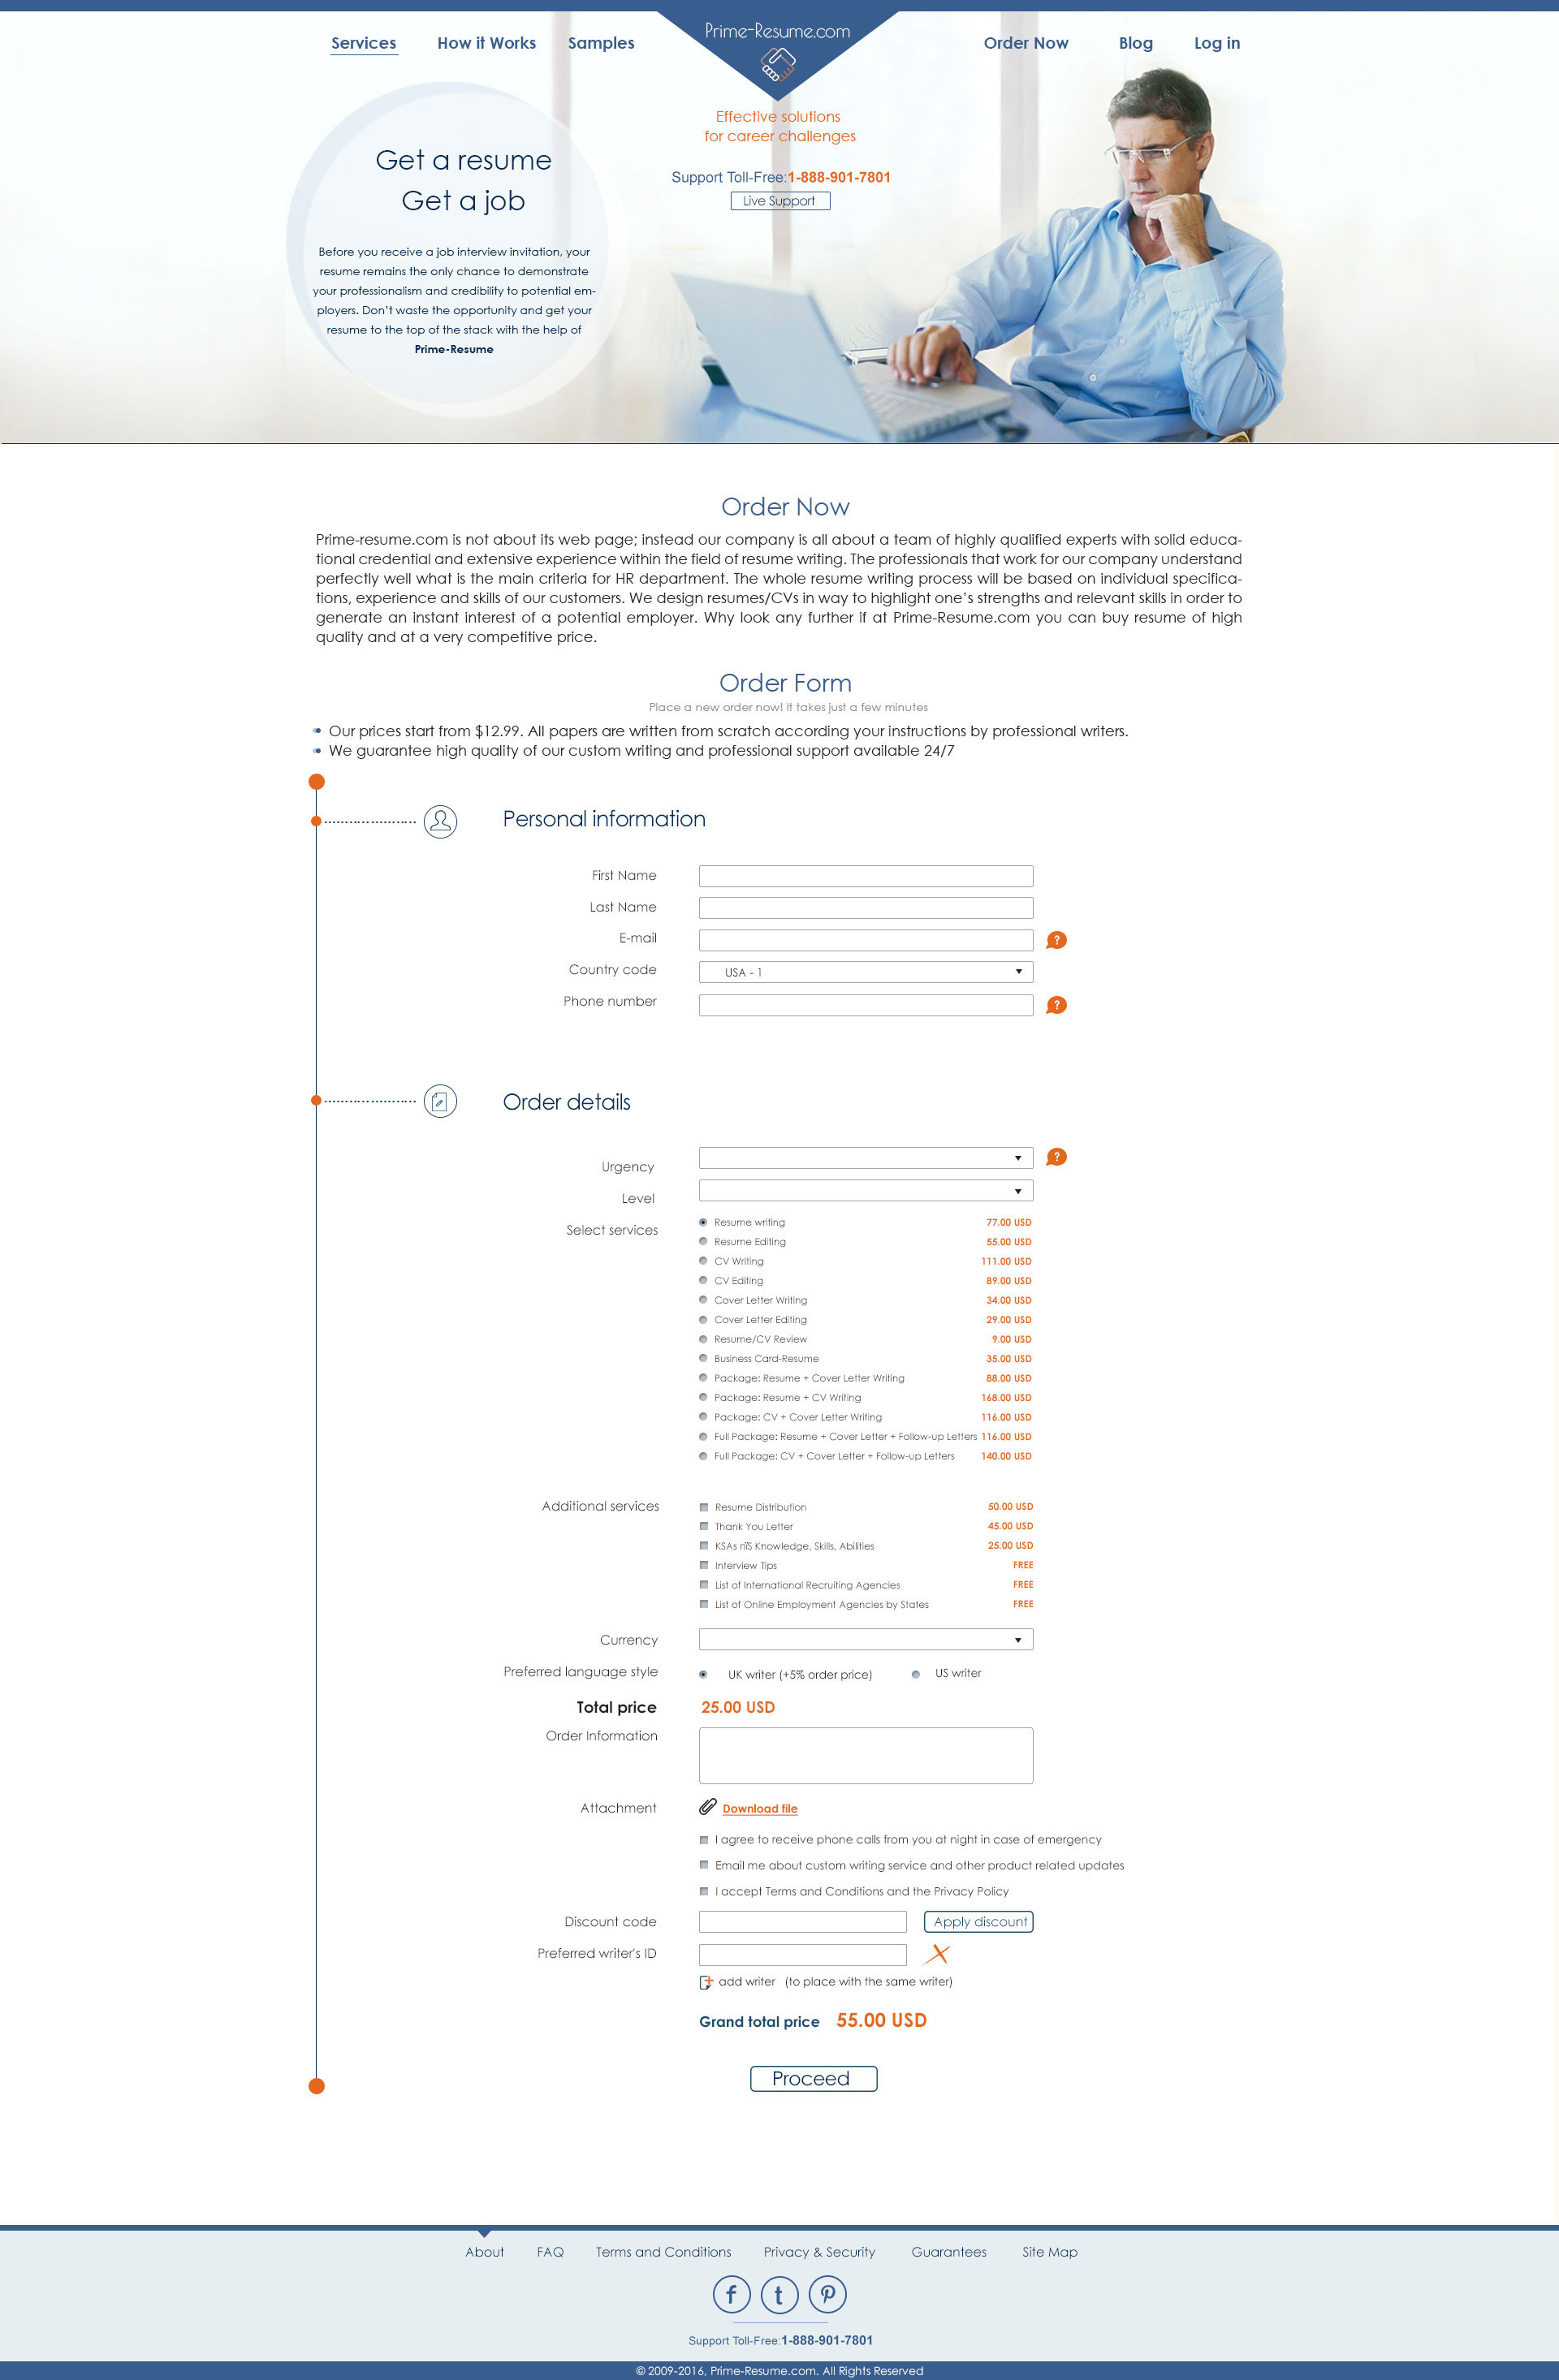 Prime-Resume.com
Services How it Works Samples Order Now Blog Log in
Effective solutions
for career challenges
Support Toll-Free:1-888-901-7801
Live Support
Get a resume
Get a job
Before you receive a job interview invitation, your
resume remains the only chance to demonstrate
your professionalism and credibility to potential em-
ployers. Don’t waste the opportunity and get your
resume to the top of the stack with the help of
Prime-Resume
Order Now
Prime-resume.com is not about its web page; instead our company is all about a team of highly qualified experts with solid educa-
tional credential and extensive experience within the field of resume writing. The professionals that work for our company understand
perfectly well what is the main criteria for HR department. The whole resume writing process will be based on individual specifica-
tions, experience and skills of our customers. We design resumes/CVs in way to highlight one’s strengths and relevant skills in order to
generate an instant interest of a potential employer. Why look any further if at Prime-Resume.com you can buy resume of high
quality and at a very competitive price.
Order Form
Place a new order now! It takes just a few minutes
Our prices start from $12.99. All papers are written from scratch according your instructions by professional writers.
We guarantee high quality of our custom writing and professional support available 24/7
Personal information
First Name
Last Name
E-mail ?
Country code USA - 1
Phone number ?
Order details
Urgency ?
Level
Select services
Resume writing 77.00 USD
Resume Editing 55.00 USD
CV Writing 111.00 USD
CV Editing 89.00 USD
Cover Letter Writing 34.00 USD
Cover Letter Editing 29.00 USD
Resume/CV Review 9.00 USD
Business Card-Resume 35.00 USD
Package: Resume + Cover Letter Writing 88.00 USD
Package: Resume + CV Writing 168.00 USD
Package: CV + Cover Letter Writing 116.00 USD
Full Package: Resume + Cover Letter + Follow-up Letters 116.00 USD
Full Package: CV + Cover Letter + Follow-up Letters 140.00 USD
Additional services
Resume Distribution 50.00 USD
Thank You Letter 45.00 USD
KSAs Knowledge, Skills, Abilities 25.00 USD
Interview Tips FREE
List of International Recruiting Agencies FREE
List of Online Employment Agencies by States FREE
Currency
Preferred language style UK writer (+5% order price) US writer
Total price 25.00 USD
Order Information
Attachment Download file
I agree to receive phone calls from you at night in case of emergency
Email me about custom writing service and other product related updates
I accept Terms and Conditions and the Privacy Policy
Discount code Apply discount
Preferred writer's ID
add writer (to place with the same writer)
Grand total price 55.00 USD
Proceed
About FAQ Terms and Conditions Privacy & Security Guarantees Site Map
f t p
Support Toll-Free:1-888-901-7801
© 2009-2016, Prime-Resume.com. All Rights Reserved